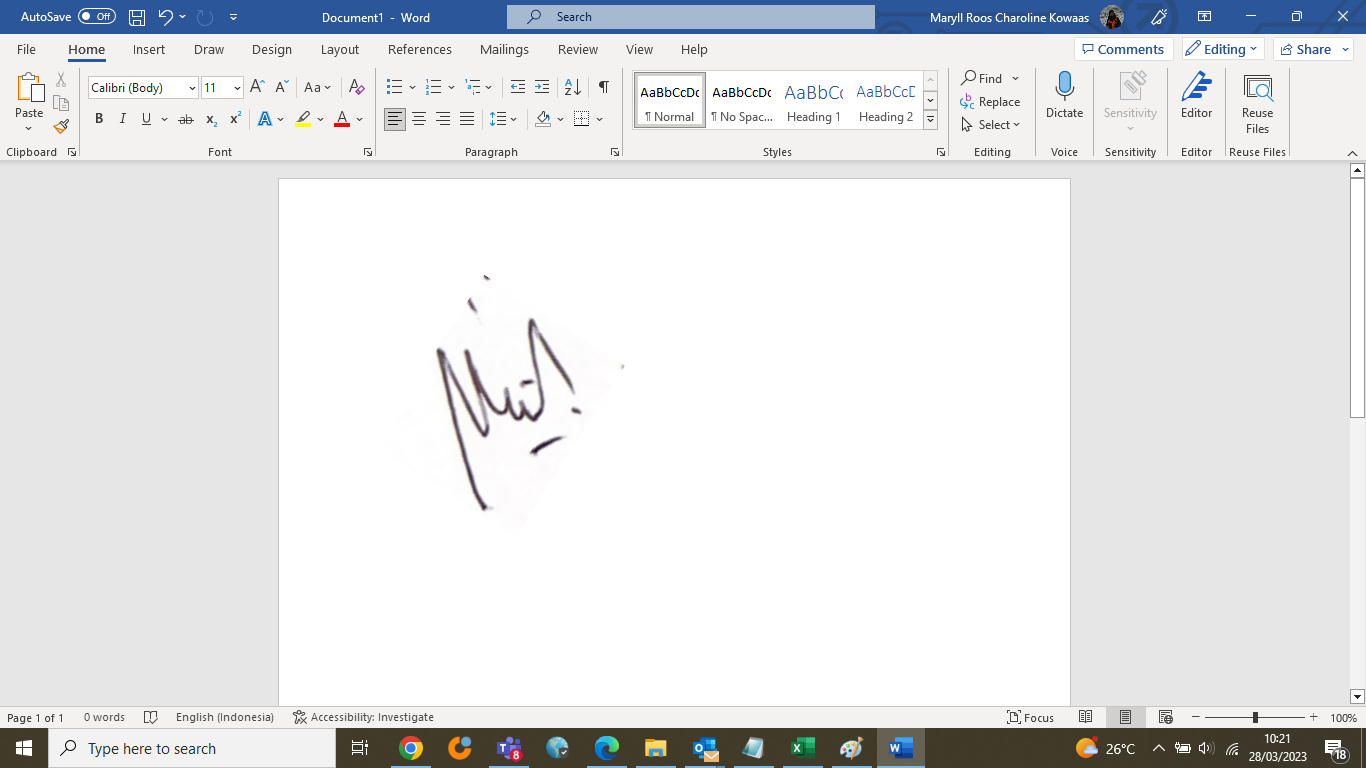 AutoSave Off Document1 - Word Search Maryll Roos Charoline Kowaas
File Home Insert Draw Design Layout References Mailings Review View Help Comments Editing Share
Calibri (Body) 11 Aa AaBbCcDc AaBbCcDc AaBbCc AaBbCcD Find
Paste B I U ab x₂ x² A A ¶ Normal ¶ No Spac... Heading 1 Heading 2 Replace Select Dictate Sensitivity Editor Reuse Files
Clipboard Font Paragraph Styles Editing Voice Sensitivity Editor Reuse Files
Page 1 of 1 0 words English (Indonesia) Accessibility: Investigate Focus 100%
Type here to search 8 26°C 10:21
28/03/2023 18